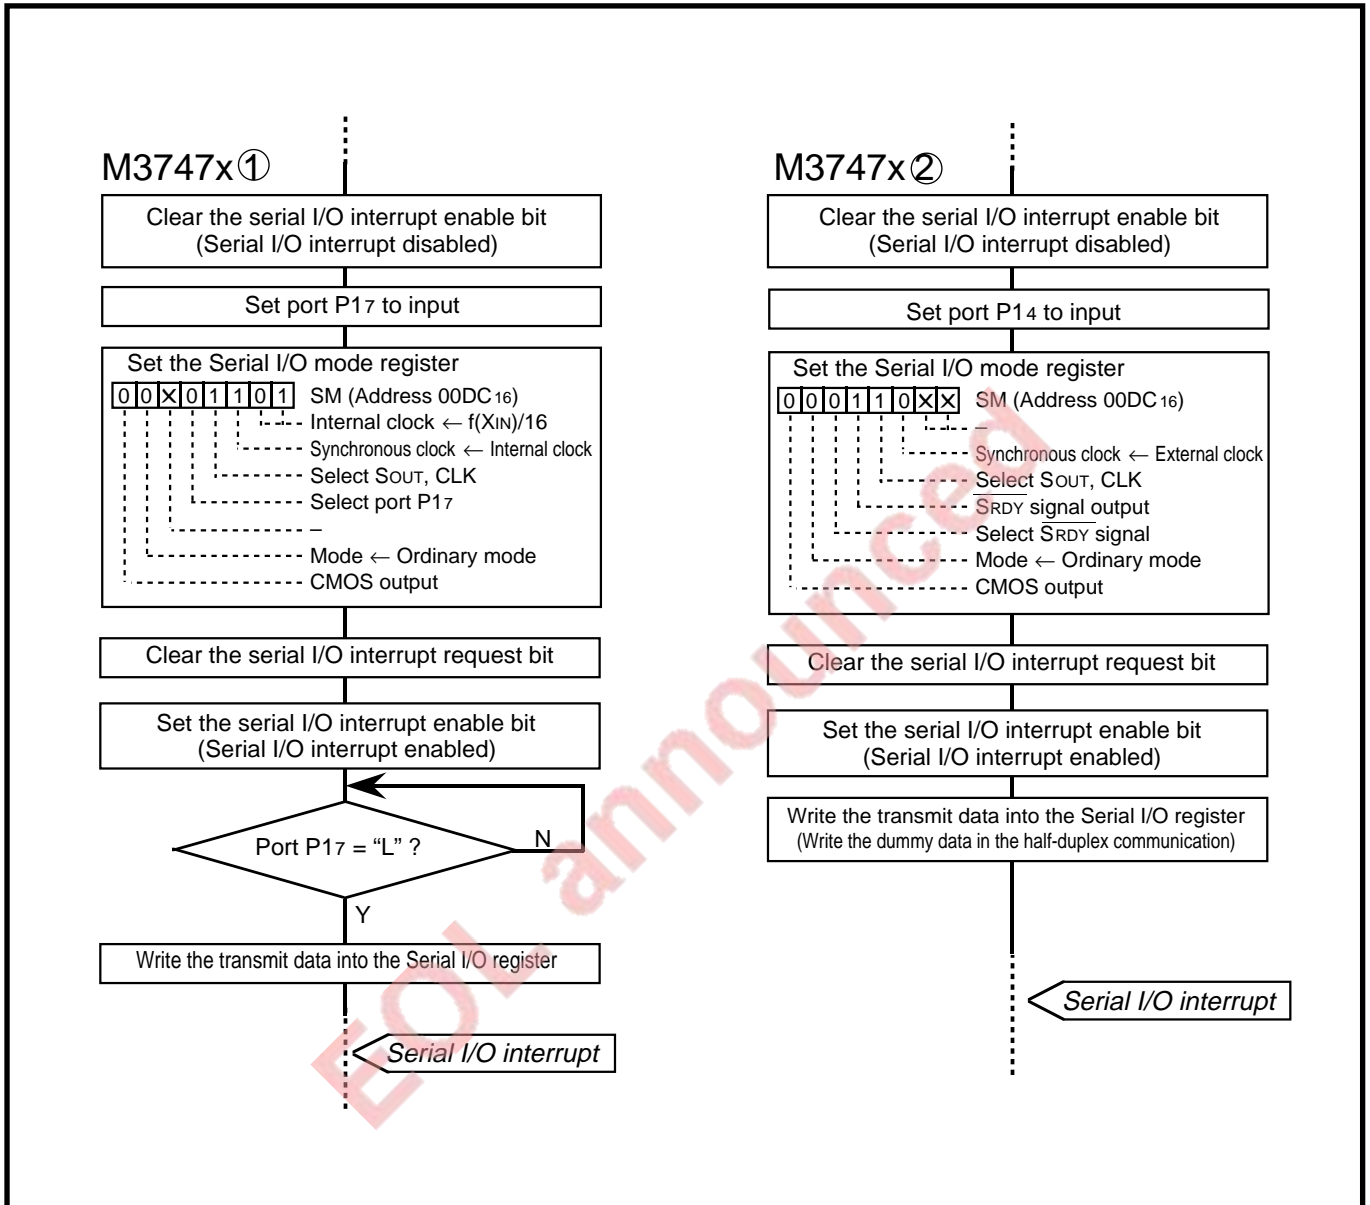 M3747x①
Clear the serial I/O interrupt enable bit
(Serial I/O interrupt disabled)
Set port P17 to input
Set the Serial I/O mode register
0 0 X 0 1 1 0 1 SM (Address 00DC16)
Internal clock ← f(XIN)/16
Synchronous clock ← Internal clock
Select SOUT, CLK
Select port P17
–
Mode ← Ordinary mode
CMOS output
Clear the serial I/O interrupt request bit
Set the serial I/O interrupt enable bit
(Serial I/O interrupt enabled)
Port P17 = “L” ?
N
Y
Write the transmit data into the Serial I/O register
Serial I/O interrupt
M3747x②
Clear the serial I/O interrupt enable bit
(Serial I/O interrupt disabled)
Set port P14 to input
Set the Serial I/O mode register
0 0 0 1 1 0 X X SM (Address 00DC16)
–
Synchronous clock ← External clock
Select SOUT, CLK
SRDY signal output
Select SRDY signal
Mode ← Ordinary mode
CMOS output
Clear the serial I/O interrupt request bit
Set the serial I/O interrupt enable bit
(Serial I/O interrupt enabled)
Write the transmit data into the Serial I/O register
(Write the dummy data in the half-duplex communication)
Serial I/O interrupt
EOL announced